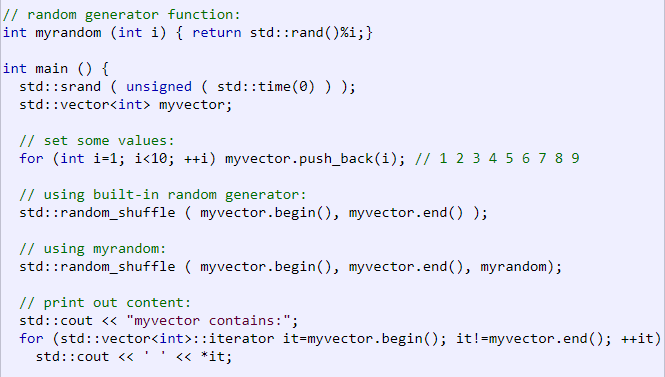 // random generator function:
int myrandom (int i) { return std::rand()%i;}
int main () {
std::srand ( unsigned ( std::time(0) ) );
std::vector<int> myvector;
// set some values:
for (int i=1; i<10; ++i) myvector.push_back(i); // 1 2 3 4 5 6 7 8 9
// using built-in random generator:
std::random_shuffle ( myvector.begin(), myvector.end() );
// using myrandom:
std::random_shuffle ( myvector.begin(), myvector.end(), myrandom);
// print out content:
std::cout << "myvector contains:";
for (std::vector<int>::iterator it=myvector.begin(); it!=myvector.end(); ++it)
std::cout << ' ' << *it;